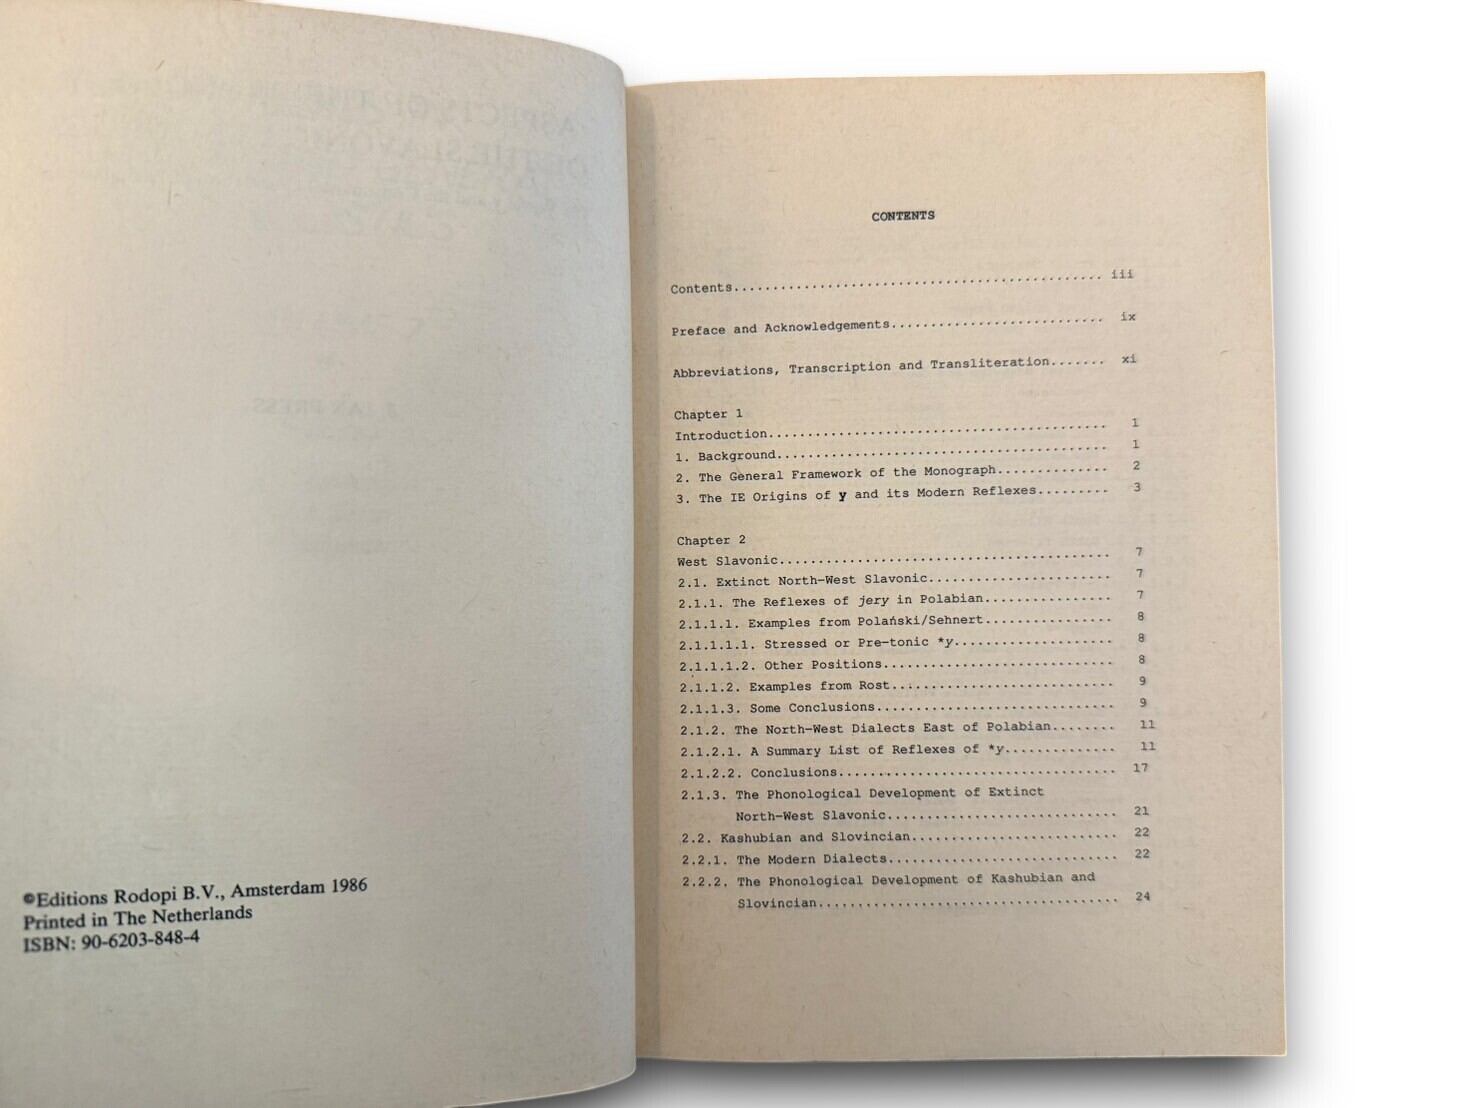 ©Editions Rodopi B.V., Amsterdam 1986
Printed in The Netherlands
ISBN: 90-6203-848-4
CONTENTS
Contents............................................... iii
Preface and Acknowledgements........................... ix
Abbreviations, Transcription and Transliteration....... xi
Chapter 1
Introduction........................................... 1
1. Background.......................................... 1
2. The General Framework of the Monograph.............. 2
3. The IE Origins of y and its Modern Reflexes......... 3
Chapter 2
West Slavonic.......................................... 7
2.1. Extinct North-West Slavonic....................... 7
2.1.1. The Reflexes of jery in Polabian................ 7
2.1.1.1. Examples from Polański/Sehnert................ 8
2.1.1.1.1. Stressed or Pre-tonic *y.................... 8
2.1.1.1.2. Other Positions............................. 8
2.1.1.2. Examples from Rost............................ 9
2.1.1.3. Some Conclusions.............................. 9
2.1.2. The North-West Dialects East of Polabian........ 11
2.1.2.1. A Summary List of Reflexes of *y.............. 11
2.1.2.2. Conclusions................................... 17
2.1.3. The Phonological Development of Extinct
North-West Slavonic............................. 21
2.2. Kashubian and Slovincian.......................... 22
2.2.1. The Modern Dialects............................. 22
2.2.2. The Phonological Development of Kashubian and
Slovincian...................................... 24